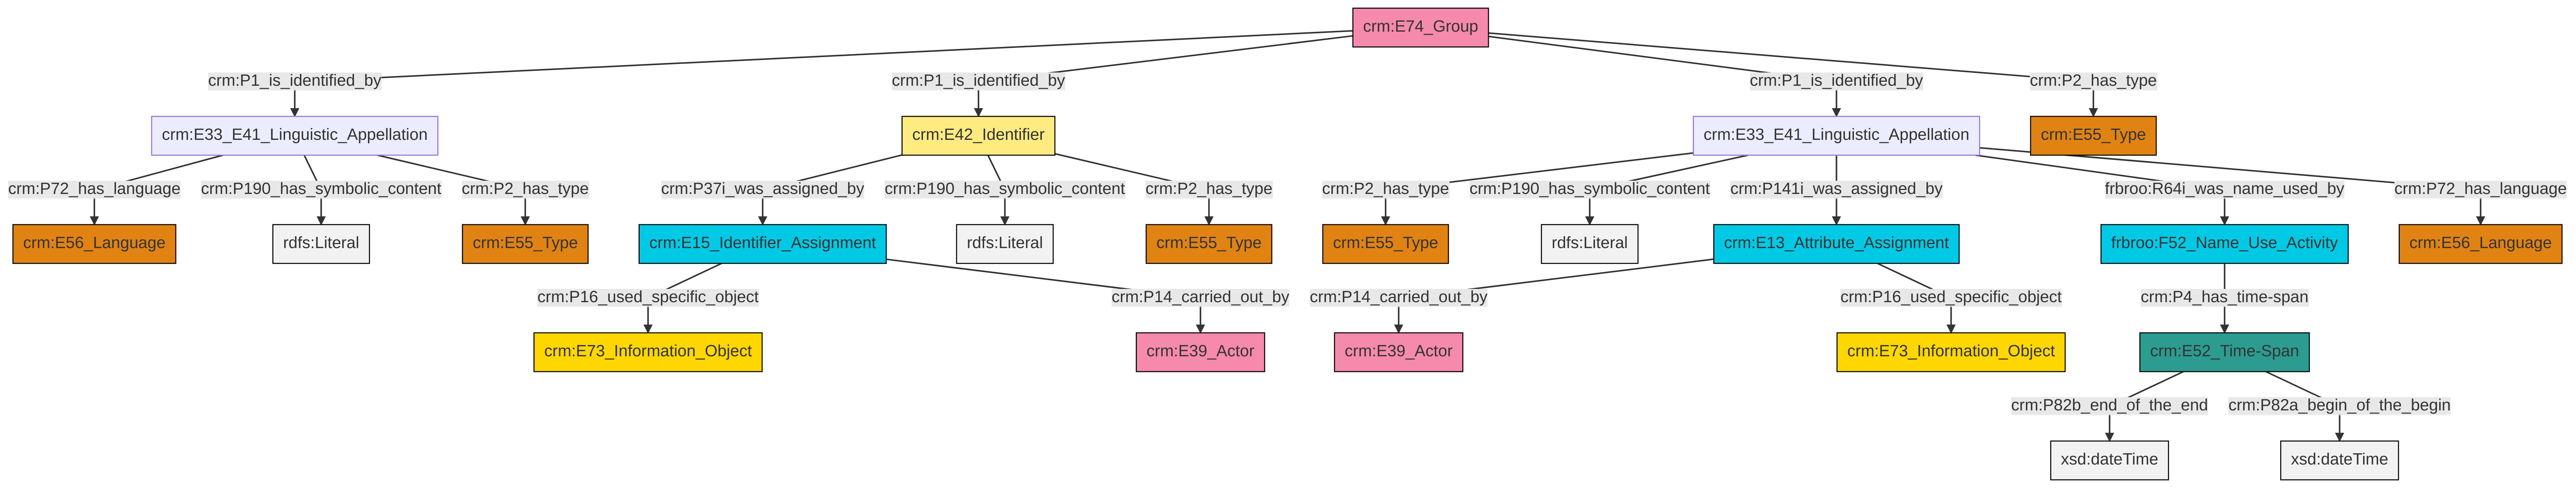 crm:E74_Group
crm:P1_is_identified_by
crm:P1_is_identified_by
crm:P1_is_identified_by
crm:P2_has_type
crm:E33_E41_Linguistic_Appellation
crm:E42_Identifier
crm:E33_E41_Linguistic_Appellation
crm:E55_Type
crm:P72_has_language
crm:P190_has_symbolic_content
crm:P2_has_type
crm:P37i_was_assigned_by
crm:P190_has_symbolic_content
crm:P2_has_type
crm:P2_has_type
crm:P190_has_symbolic_content
crm:P141i_was_assigned_by
frbroo:R64i_was_name_used_by
crm:P72_has_language
crm:E56_Language
rdfs:Literal
crm:E55_Type
crm:E15_Identifier_Assignment
rdfs:Literal
crm:E55_Type
crm:E55_Type
rdfs:Literal
crm:E13_Attribute_Assignment
frbroo:F52_Name_Use_Activity
crm:E56_Language
crm:P16_used_specific_object
crm:P14_carried_out_by
crm:P14_carried_out_by
crm:P16_used_specific_object
crm:P4_has_time-span
crm:E73_Information_Object
crm:E39_Actor
crm:E39_Actor
crm:E73_Information_Object
crm:E52_Time-Span
crm:P82b_end_of_the_end
crm:P82a_begin_of_the_begin
xsd:dateTime
xsd:dateTime